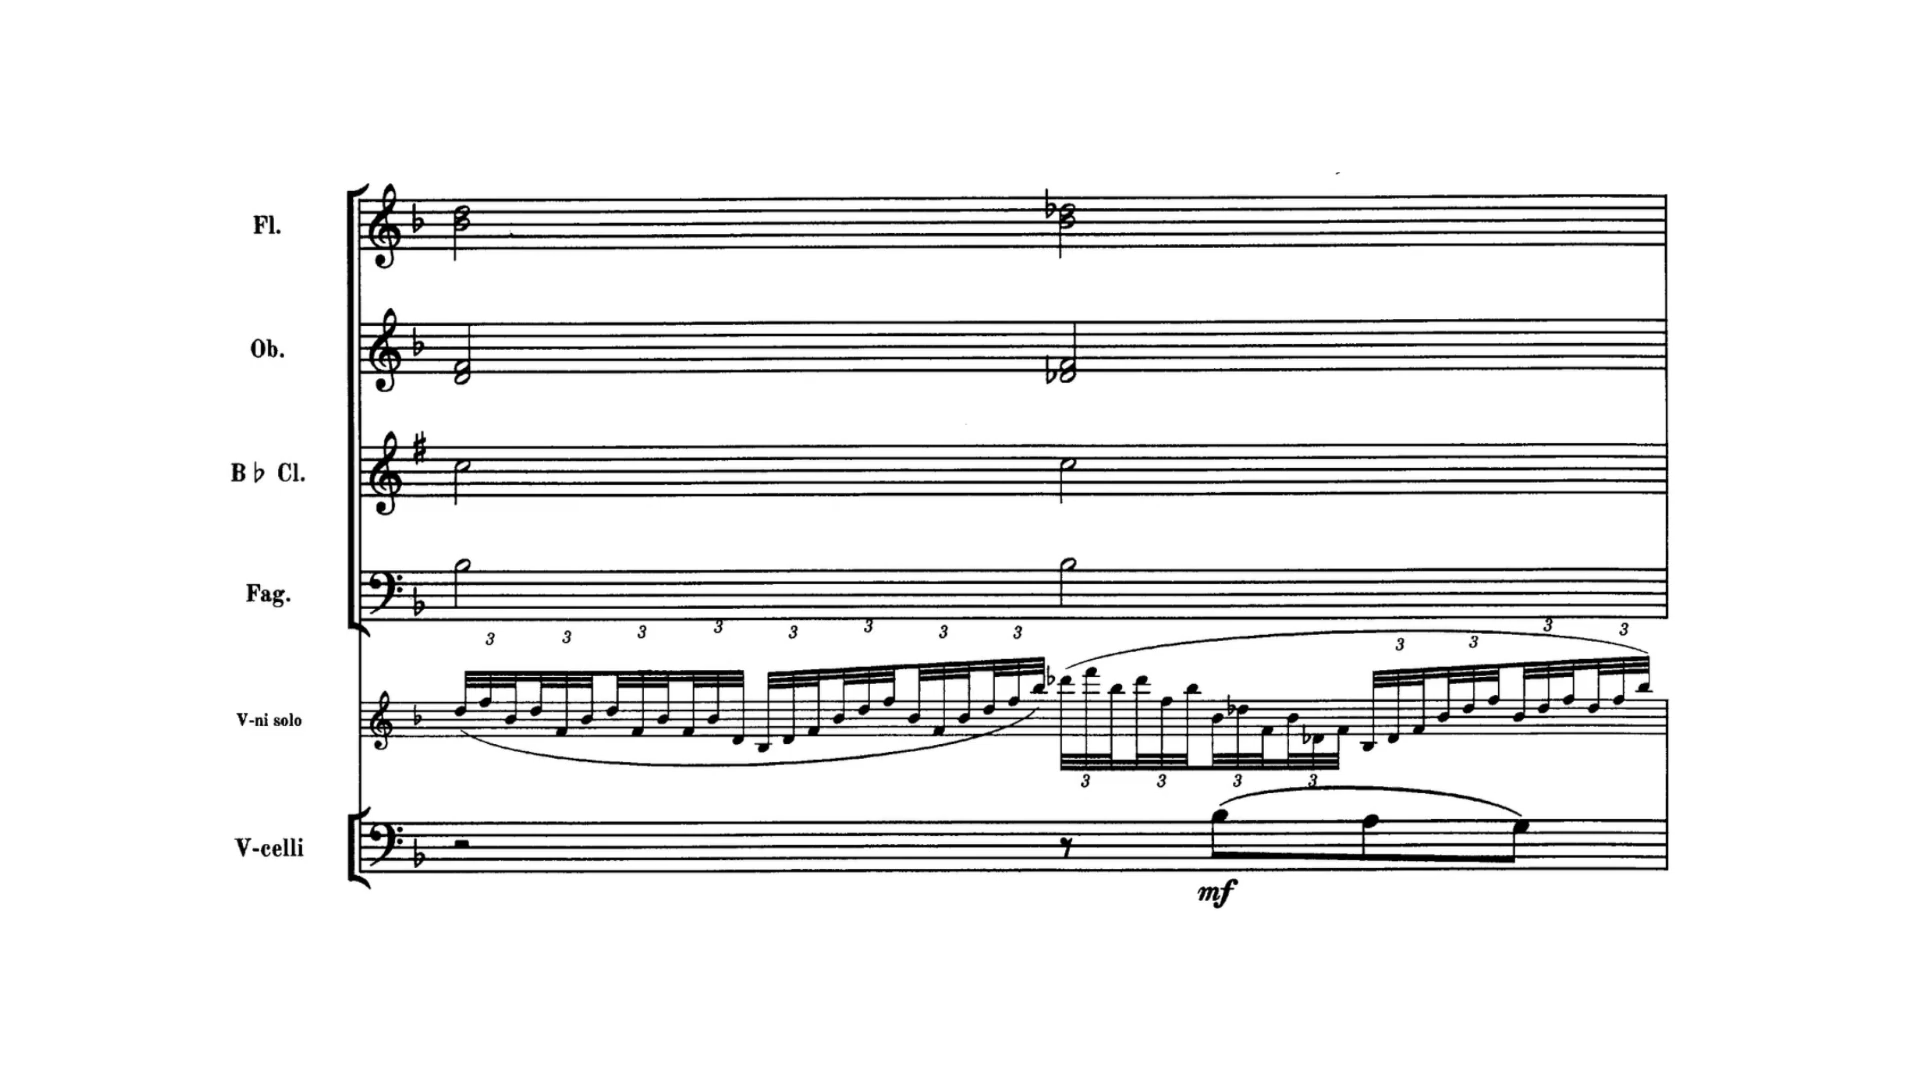 Fl.
Ob.
B♭ Cl.
Fag.
3 3 3 3 3 3 3 3 3 3 3 3
V-ni solo
3 3 3 3
V-celli
mf